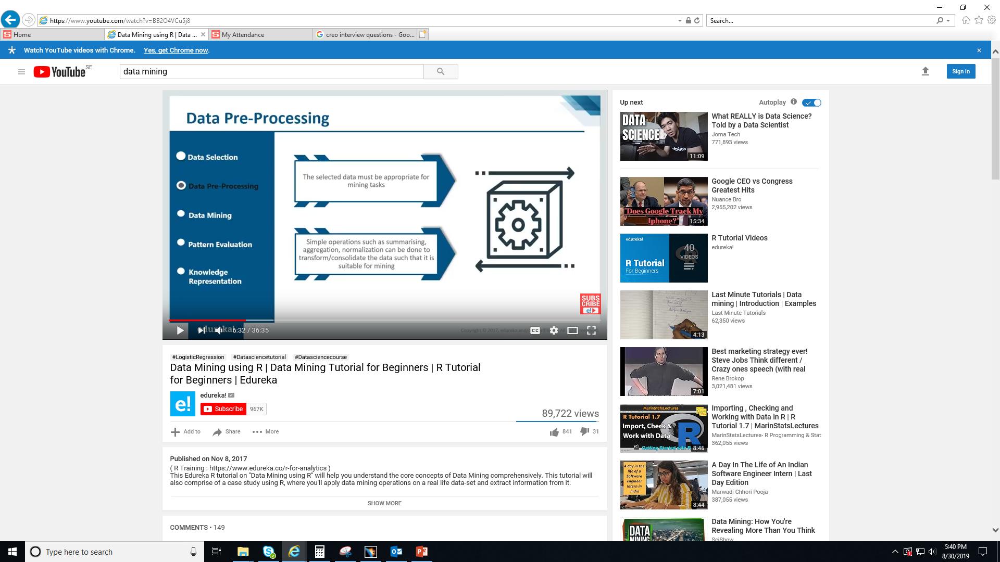 https://www.youtube.com/watch?v=BB2O4VCu5j8
Search...
Home
Data Mining using R | Data ...
My Attendance
creo interview questions - Goo...
Watch YouTube videos with Chrome. Yes, get Chrome now.
YouTube SE
data mining
Sign in
Data Pre-Processing
Data Selection
Data Pre-Processing
Data Mining
Pattern Evaluation
Knowledge
Representation
The selected data must be appropriate for
mining tasks
Simple operations such as summarising,
aggregation, normalization can be done to
transform/consolidate the data such that it is
suitable for mining
SUBS
CRIBE
e!
edureka!
6:32 / 36:35
CC
#LogisticRegression #Datasciencetutorial #Datasciencecourse
Data Mining using R | Data Mining Tutorial for Beginners | R Tutorial
for Beginners | Edureka
e!
edureka!
Subscribe 967K
89,722 views
Add to Share More
841 31
Published on Nov 8, 2017
( R Training : https://www.edureka.co/r-for-analytics )
This Edureka R tutorial on "Data Mining using R" will help you understand the core concepts of Data Mining comprehensively. This tutorial will
also comprise of a case study using R, where you'll apply data mining operations on a real life data-set and extract information from it.
SHOW MORE
COMMENTS • 149
Up next
Autoplay
DATA
SCIENCE
11:09
What REALLY is Data Science?
Told by a Data Scientist
Joma Tech
771,893 views
"Does Google Track My
Iphone?"
15:34
Google CEO vs Congress
Greatest Hits
Nuance Bro
2,955,202 views
edureka!
R Tutorial
For Beginners
40
VIDEOS
R Tutorial Videos
edureka!
4:13
Last Minute Tutorials | Data
mining | Introduction | Examples
Last Minute Tutorials
62,350 views
7:01
Best marketing strategy ever!
Steve Jobs Think different /
Crazy ones speech (with real
Rene Brokop
3,021,481 views
MarinStatsLectures
R Tutorial 1.7
Import, Check &
Work with Data
Getting Started with R
8:46
Importing , Checking and
Working with Data in R | R
Tutorial 1.7 | MarinStatsLectures
MarinStatsLectures- R Programming & Stat
362,055 views
A day in the
life of a
Software
engineer
Intern in
India
8:44
A Day In The Life of An Indian
Software Engineer Intern | Last
Day Edition
Marwadi Chhori Pooja
387,055 views
DATA
MINING
Data Mining: How You're
Revealing More Than You Think
SciShow
Type here to search
5:40 PM
8/30/2019